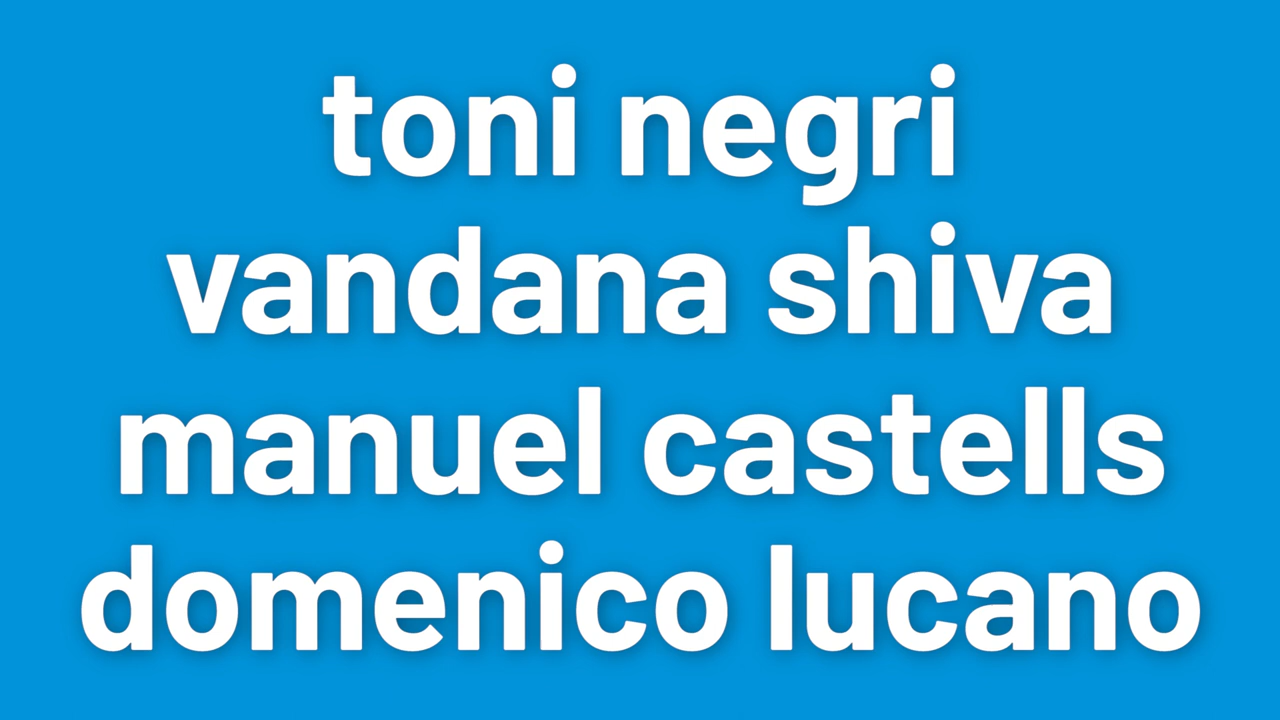 toni negri
vandana shiva
manuel castells
domenico lucano